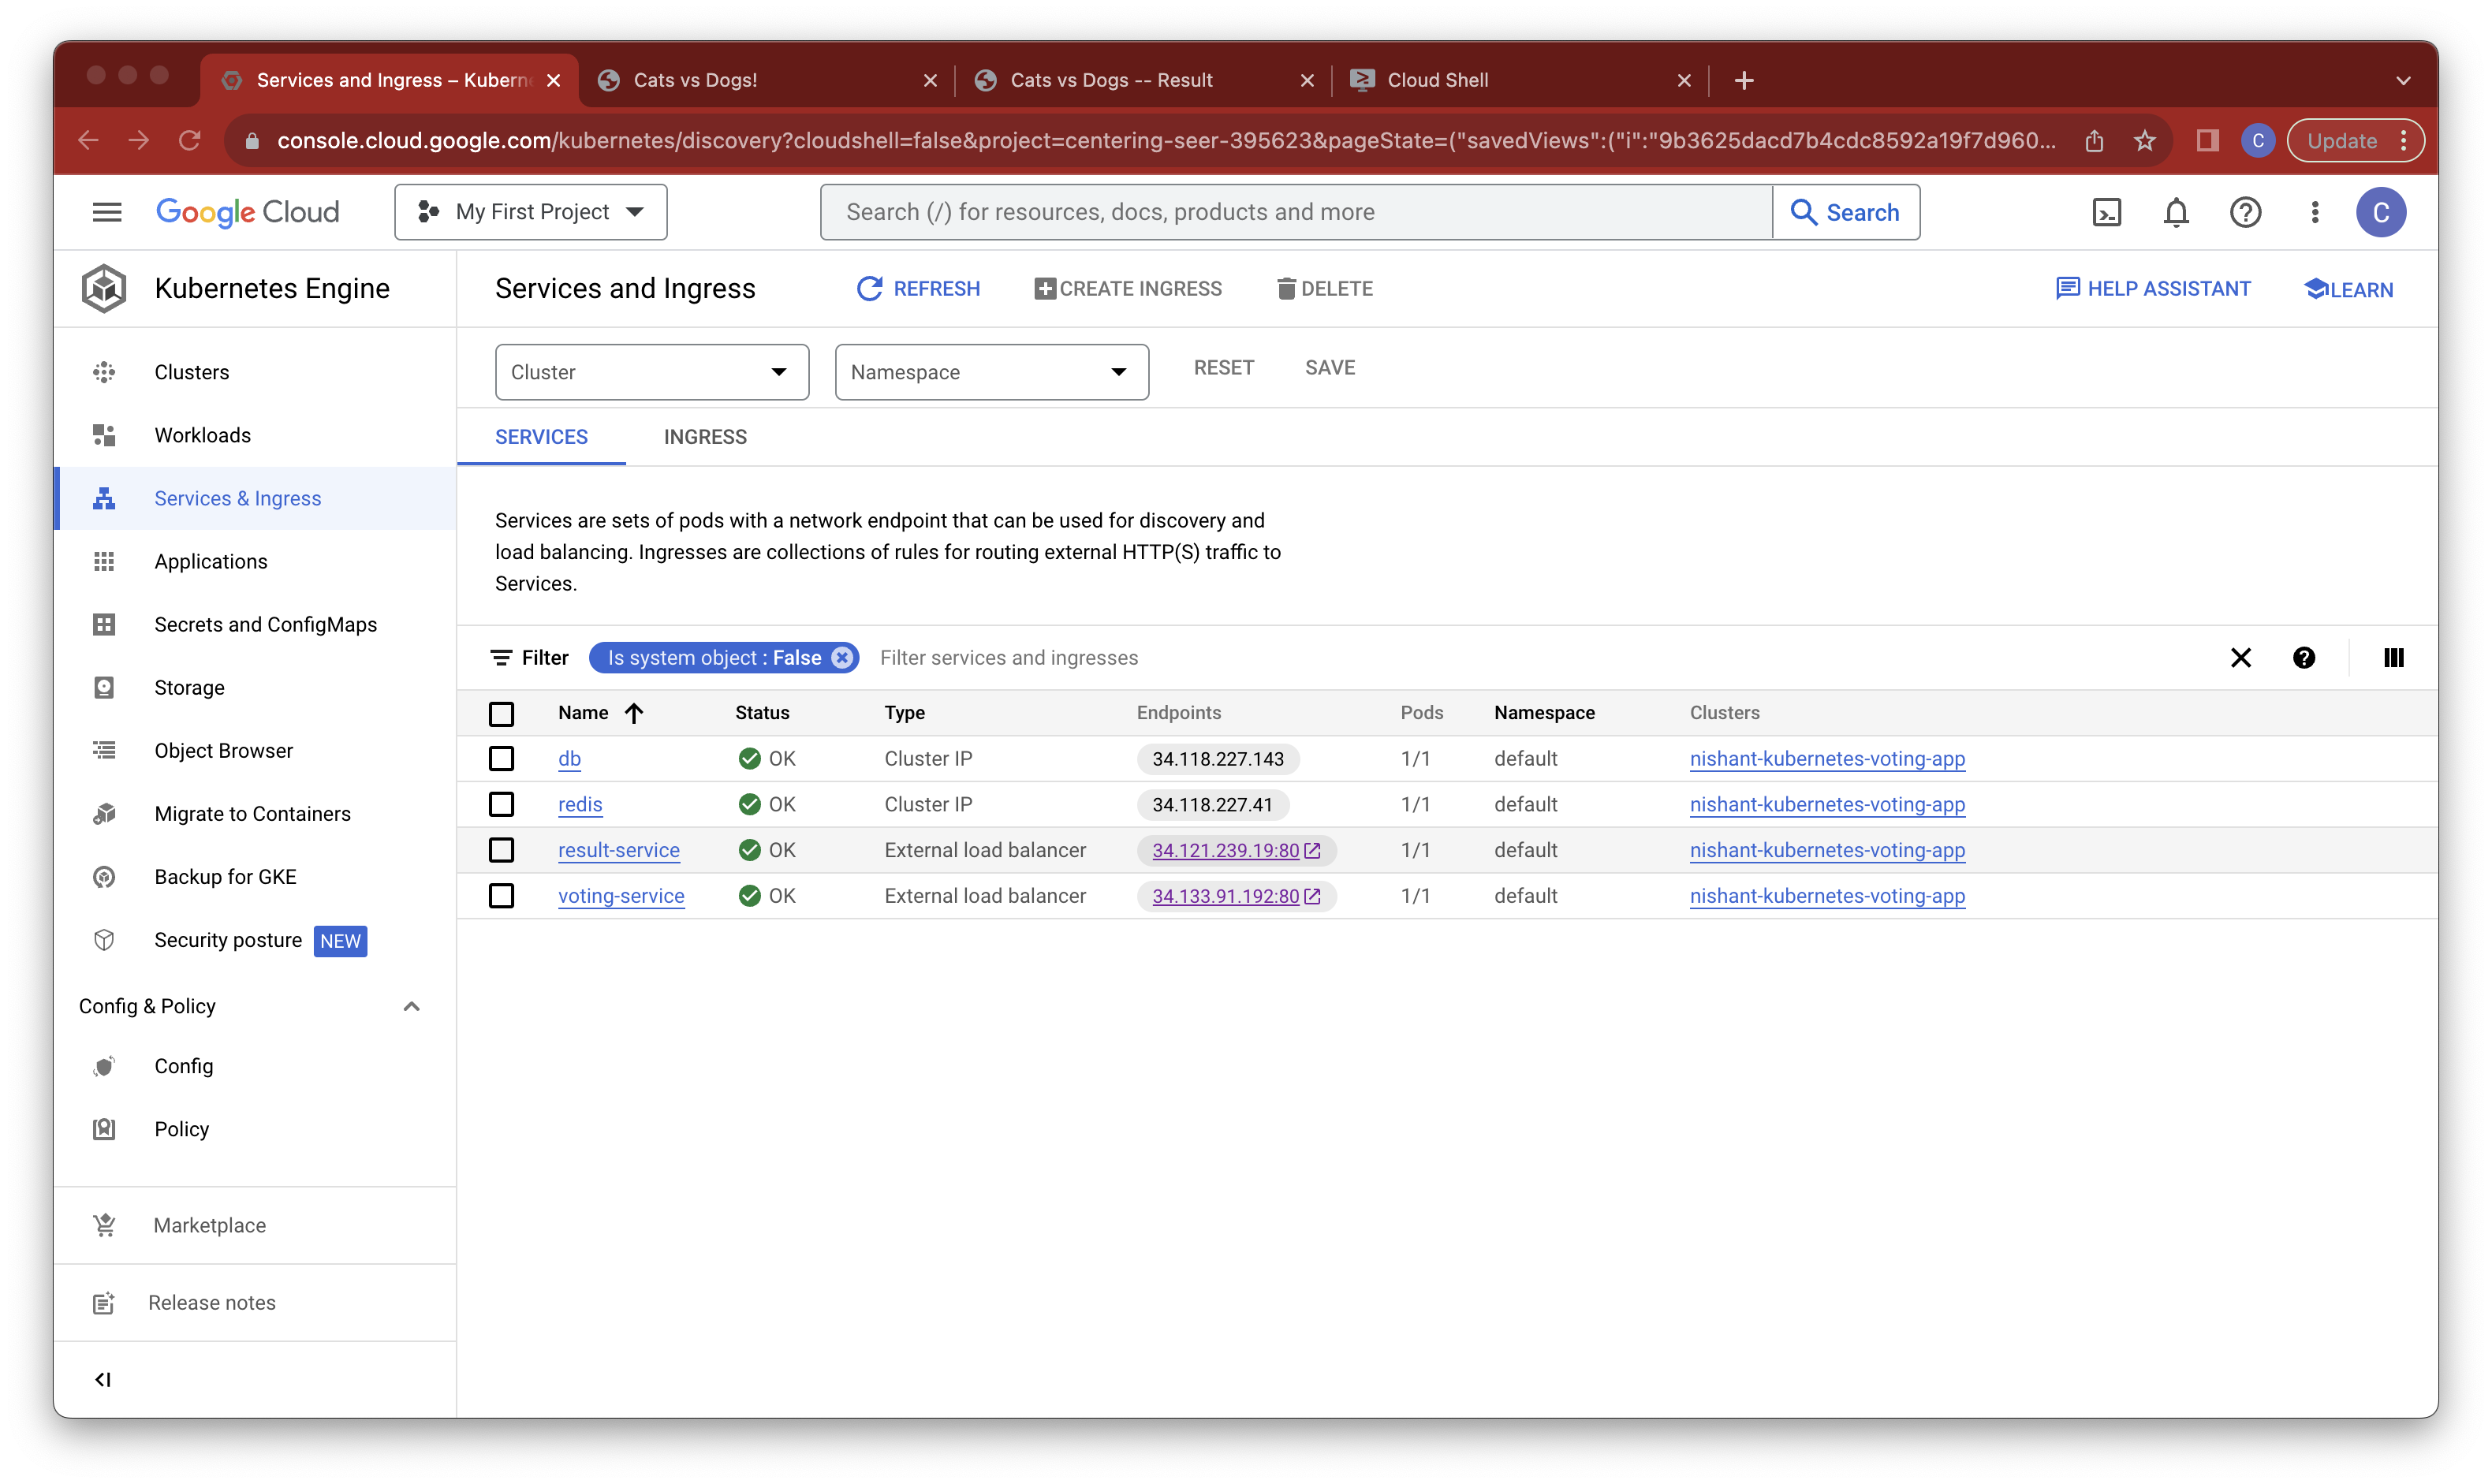 Services and Ingress – Kubern
Cats vs Dogs!
Cats vs Dogs -- Result
Cloud Shell
console.cloud.google.com/kubernetes/discovery?cloudshell=false&project=centering-seer-395623&pageState=("savedViews":("i":"9b3625dacd7b4cdc8592a19f7d960...
C
Update
Google Cloud
My First Project
Search (/) for resources, docs, products and more
Search
C
Kubernetes Engine
Services and Ingress
REFRESH
CREATE INGRESS
DELETE
HELP ASSISTANT
LEARN
Clusters
Workloads
Services & Ingress
Applications
Secrets and ConfigMaps
Storage
Object Browser
Migrate to Containers
Backup for GKE
Security posture NEW
Config & Policy
Config
Policy
Marketplace
Release notes
Cluster
Namespace
RESET
SAVE
SERVICES
INGRESS
Services are sets of pods with a network endpoint that can be used for discovery and
load balancing. Ingresses are collections of rules for routing external HTTP(S) traffic to
Services.
Filter Is system object : False Filter services and ingresses
Name Status Type Endpoints Pods Namespace Clusters
db OK Cluster IP 34.118.227.143 1/1 default nishant-kubernetes-voting-app
redis OK Cluster IP 34.118.227.41 1/1 default nishant-kubernetes-voting-app
result-service OK External load balancer 34.121.239.19:80 1/1 default nishant-kubernetes-voting-app
voting-service OK External load balancer 34.133.91.192:80 1/1 default nishant-kubernetes-voting-app